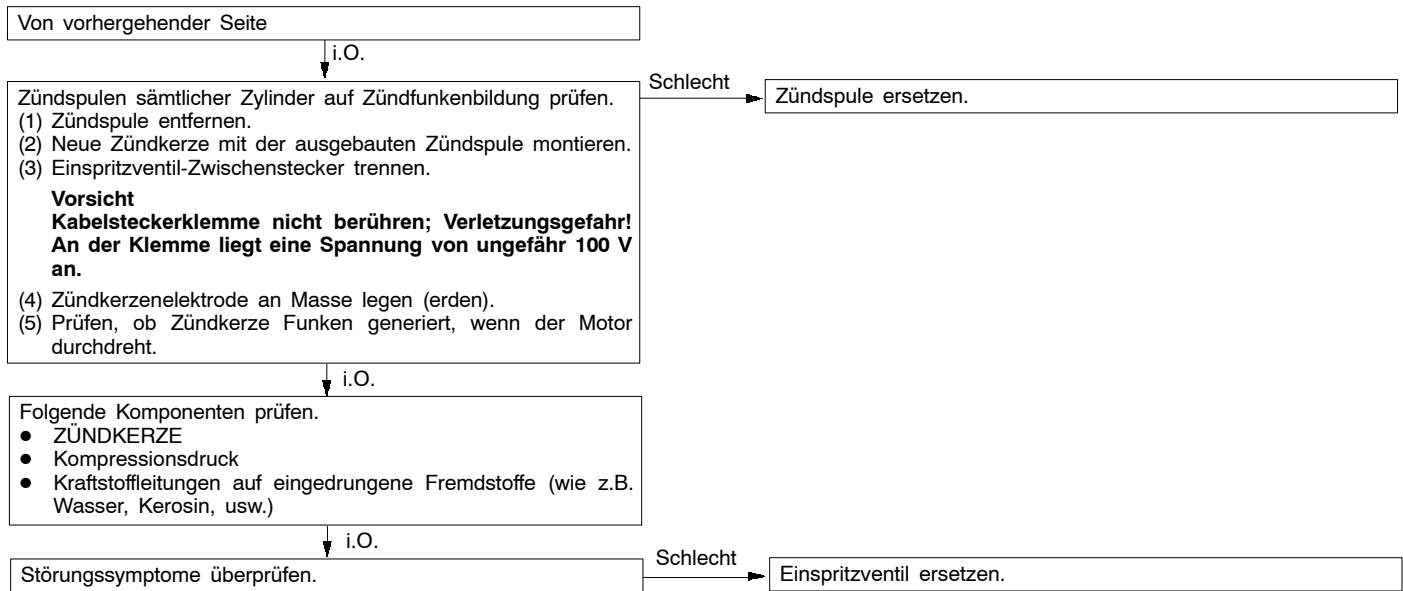 Von vorhergehender Seite
i.O.
Zündspulen sämtlicher Zylinder auf Zündfunkenbildung prüfen.
(1) Zündspule entfernen.
(2) Neue Zündkerze mit der ausgebauten Zündspule montieren.
(3) Einspritzventil-Zwischenstecker trennen.
Vorsicht
Kabelsteckerklemme nicht berühren; Verletzungsgefahr!
An der Klemme liegt eine Spannung von ungefähr 100 V
an.
(4) Zündkerzenelektrode an Masse legen (erden).
(5) Prüfen, ob Zündkerze Funken generiert, wenn der Motor
durchdreht.
Schlecht
Zündspule ersetzen.
i.O.
Folgende Komponenten prüfen.
● ZÜNDKERZE
● Kompressionsdruck
● Kraftstoffleitungen auf eingedrungene Fremdstoffe (wie z.B.
Wasser, Kerosin, usw.)
i.O.
Störungssymptome überprüfen.
Schlecht
Einspritzventil ersetzen.